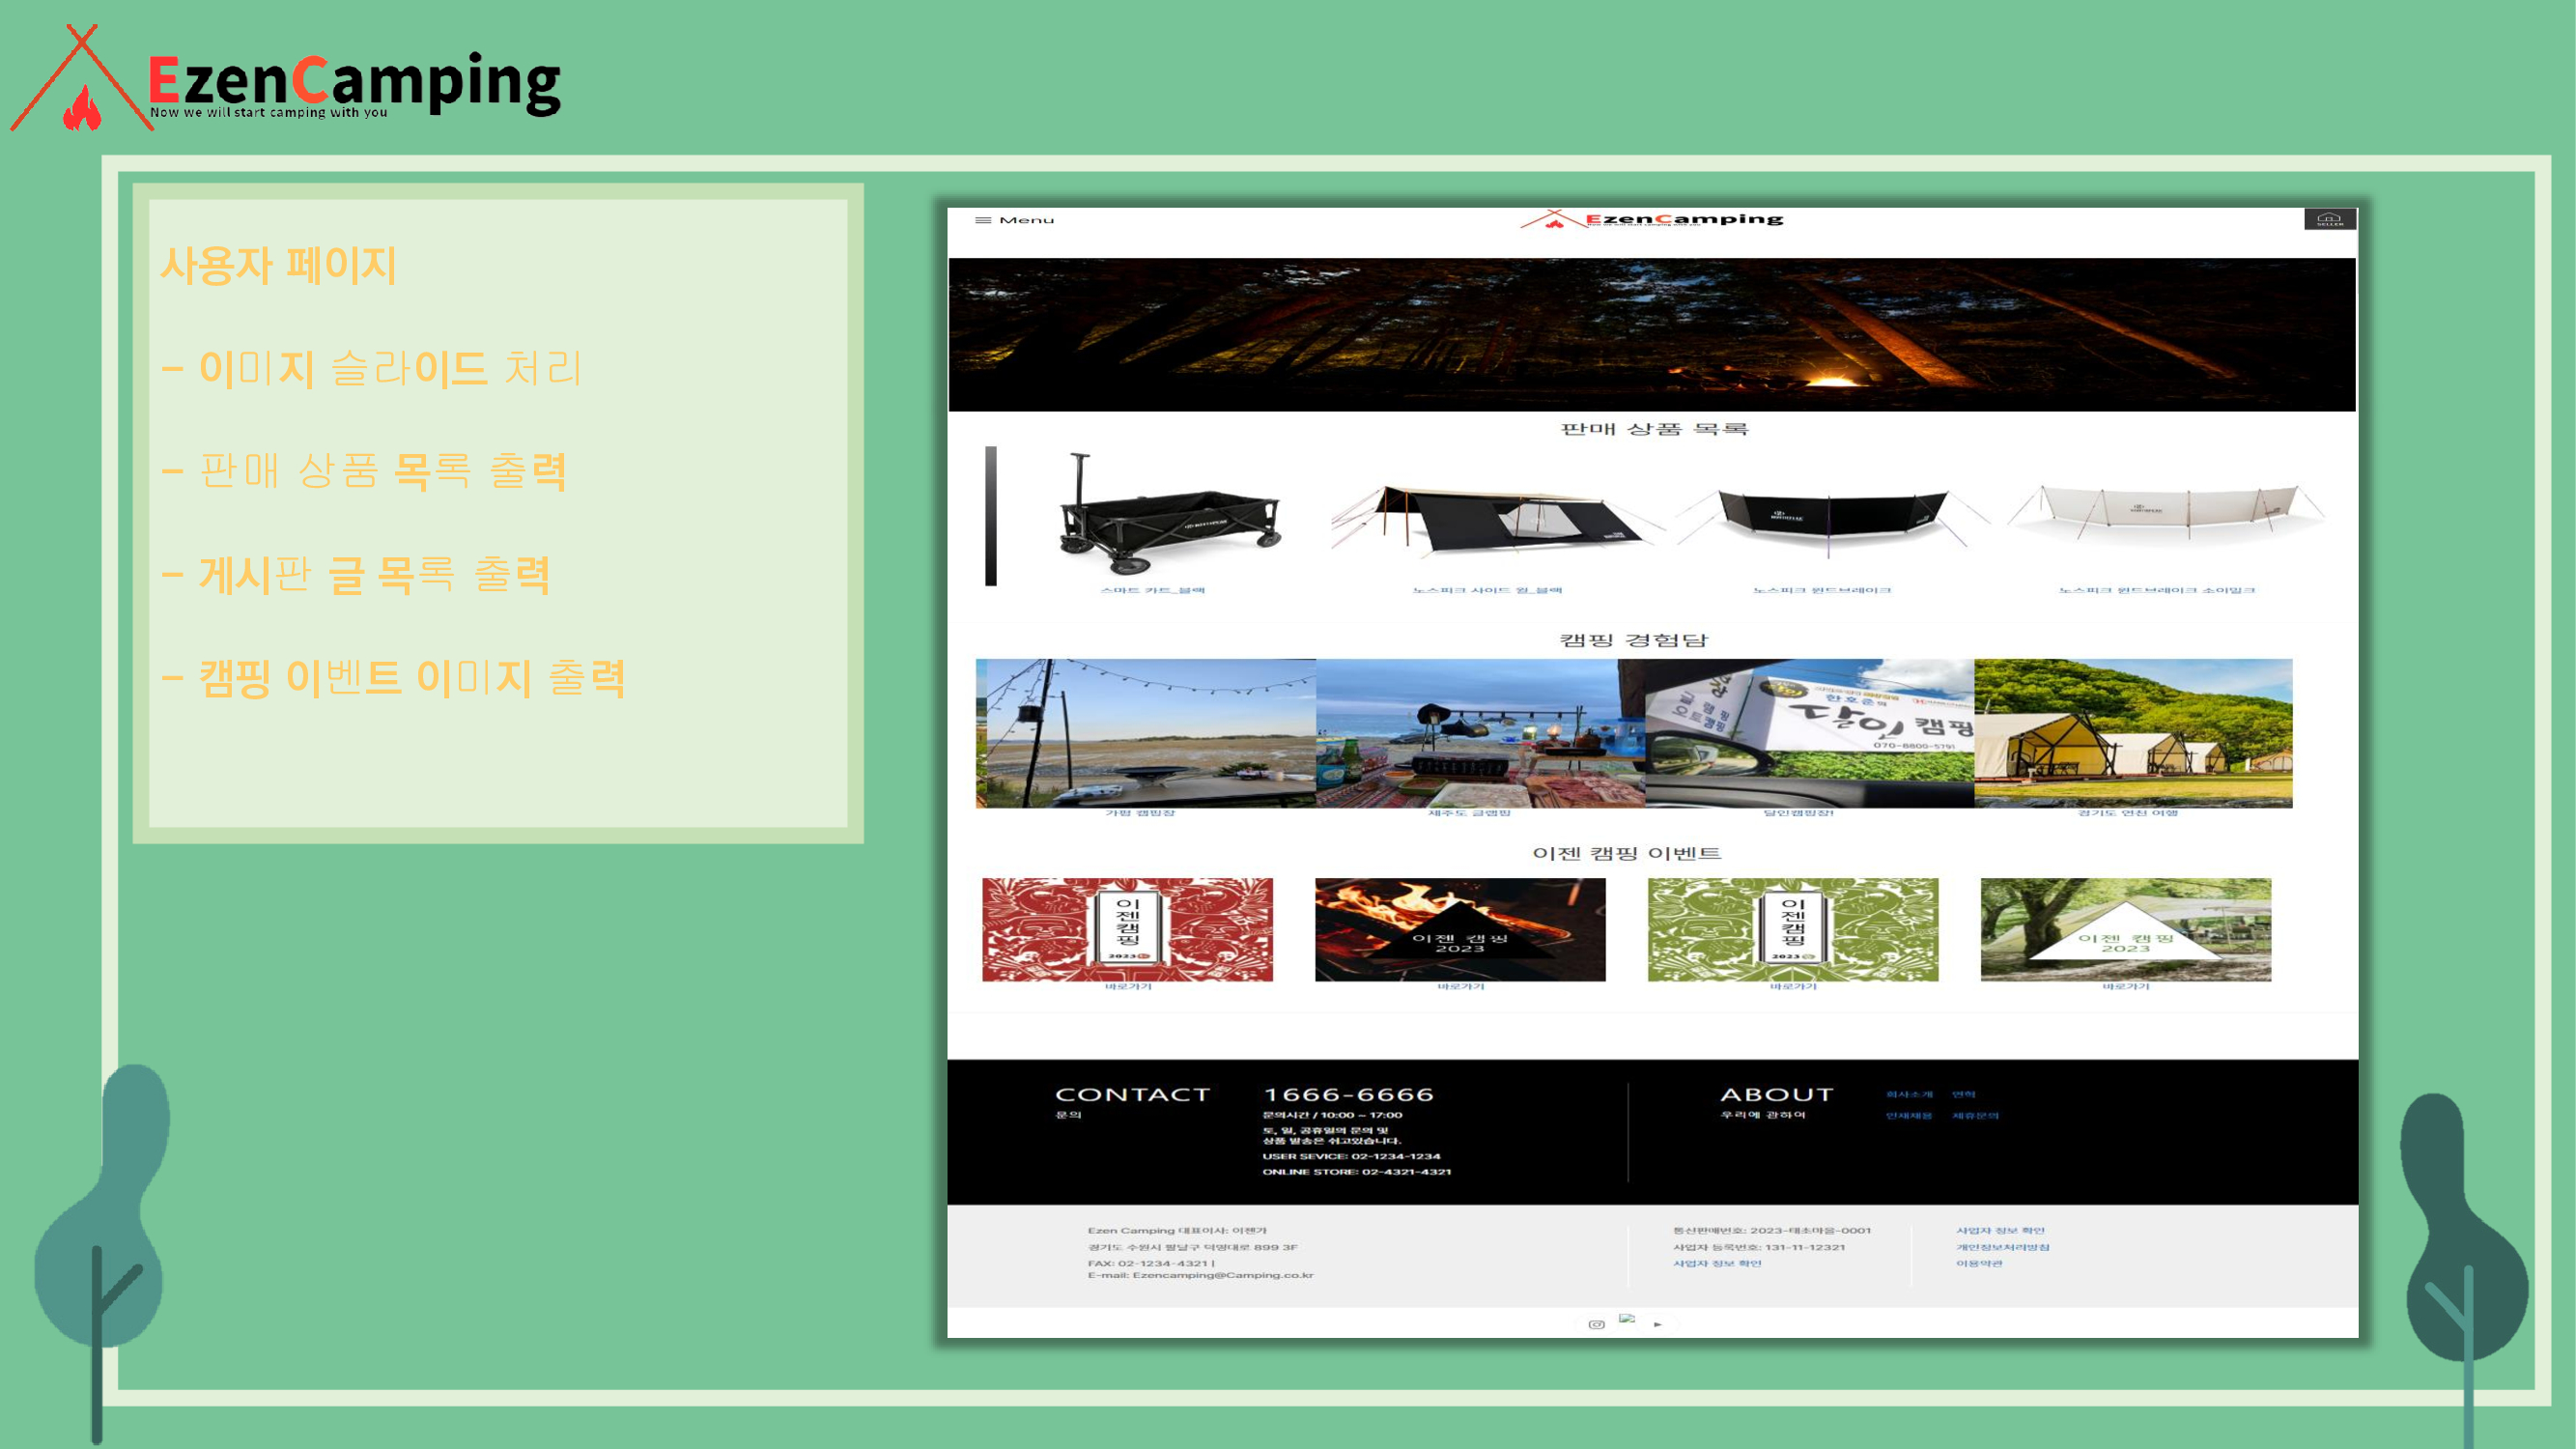 EzenCamping
Now we will start camping with you
사용자 페이지
– 이미지 슬라이드 처리
– 판매 상품 목록 출력
– 게시판 글 목록 출력
– 캠핑 이벤트 이미지 출력
Menu
EzenCamping
SELLER
판매 상품 목록
스마트 카트_블랙
노스피크 사이드 월_블랙
노스피크 윈드브레이크
노스피크 윈드브레이크 소이밀크
캠핑 경험담
한호준의
달인 캠핑
070-8800-5791
가평 캠핑장
제주도 글램핑
달인캠핑장!
경기도 연천 여행
이젠 캠핑 이벤트
이젠캠핑
2023
이젠 캠핑
2023
이젠캠핑
2023
이젠 캠핑
2023
바로가기
바로가기
바로가기
바로가기
CONTACT
문의
1666-6666
문의시간 / 10:00 ~ 17:00
토, 일, 공휴일의 문의 및
상품 발송은 쉬고있습니다.
USER SEVICE: 02-1234-1234
ONLINE STORE: 02-4321-4321
ABOUT
우리에 관하여
회사소개 연혁
인재채용 제휴문의
Ezen Camping 대표이사: 이젠가
경기도 수원시 팔달구 덕영대로 899 3F
FAX: 02-1234-4321 |
E-mail: Ezencamping@Camping.co.kr
통신판매번호: 2023-태초마을-0001
사업자 등록번호: 131-11-12321
사업자 정보 확인
사업자 정보 확인
개인정보처리방침
이용약관